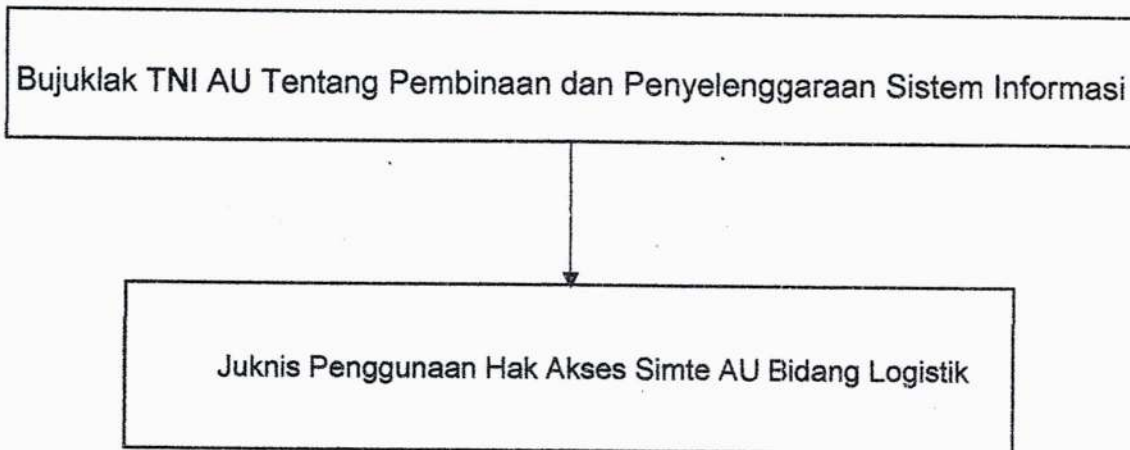 Bujuklak TNI AU Tentang Pembinaan dan Penyelenggaraan Sistem Informasi
Juknis Penggunaan Hak Akses Simte AU Bidang Logistik